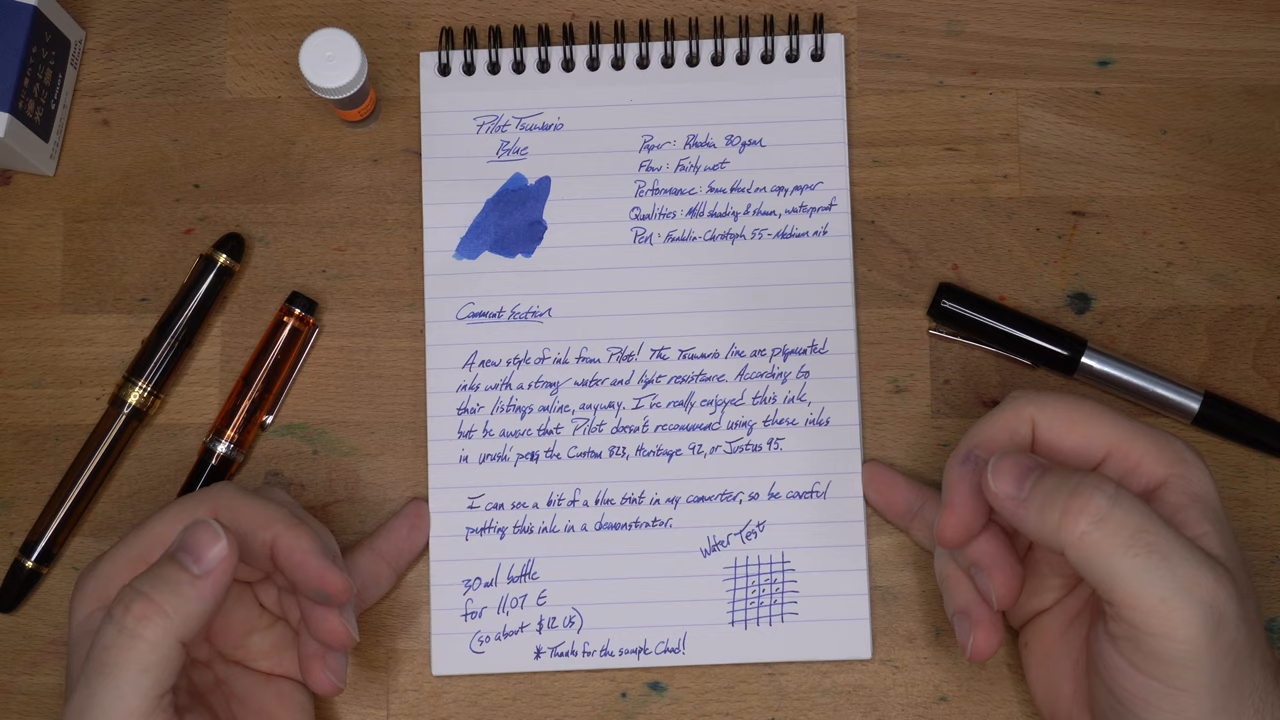 Pilot Tsuwairo
Blue
Paper: Rhodia 80gsm
Flow: Fairly wet
Performance: Some bleed on copy paper
Qualities: Mild shading & sheen, waterproof
Pen: Franklin-Christoph 55 - Medium nib
Comment Section
A new style of ink from Pilot! The Tsuwairo line are pigmented
inks with a strong water and light resistance. According to
their listings online, anyway. I've really enjoyed this ink,
but be aware that Pilot doesn't recommend using these inks
in urushi pens the Custom 823, Heritage 92, or Justus 95.
I can see a bit of a blue tint in my converter, so be careful
putting this ink in a demonstrator.
Water Test
30 ml bottle
for 11,07 €
(so about $12 US)
* Thanks for the sample Chad!
Blue Black
PILOT